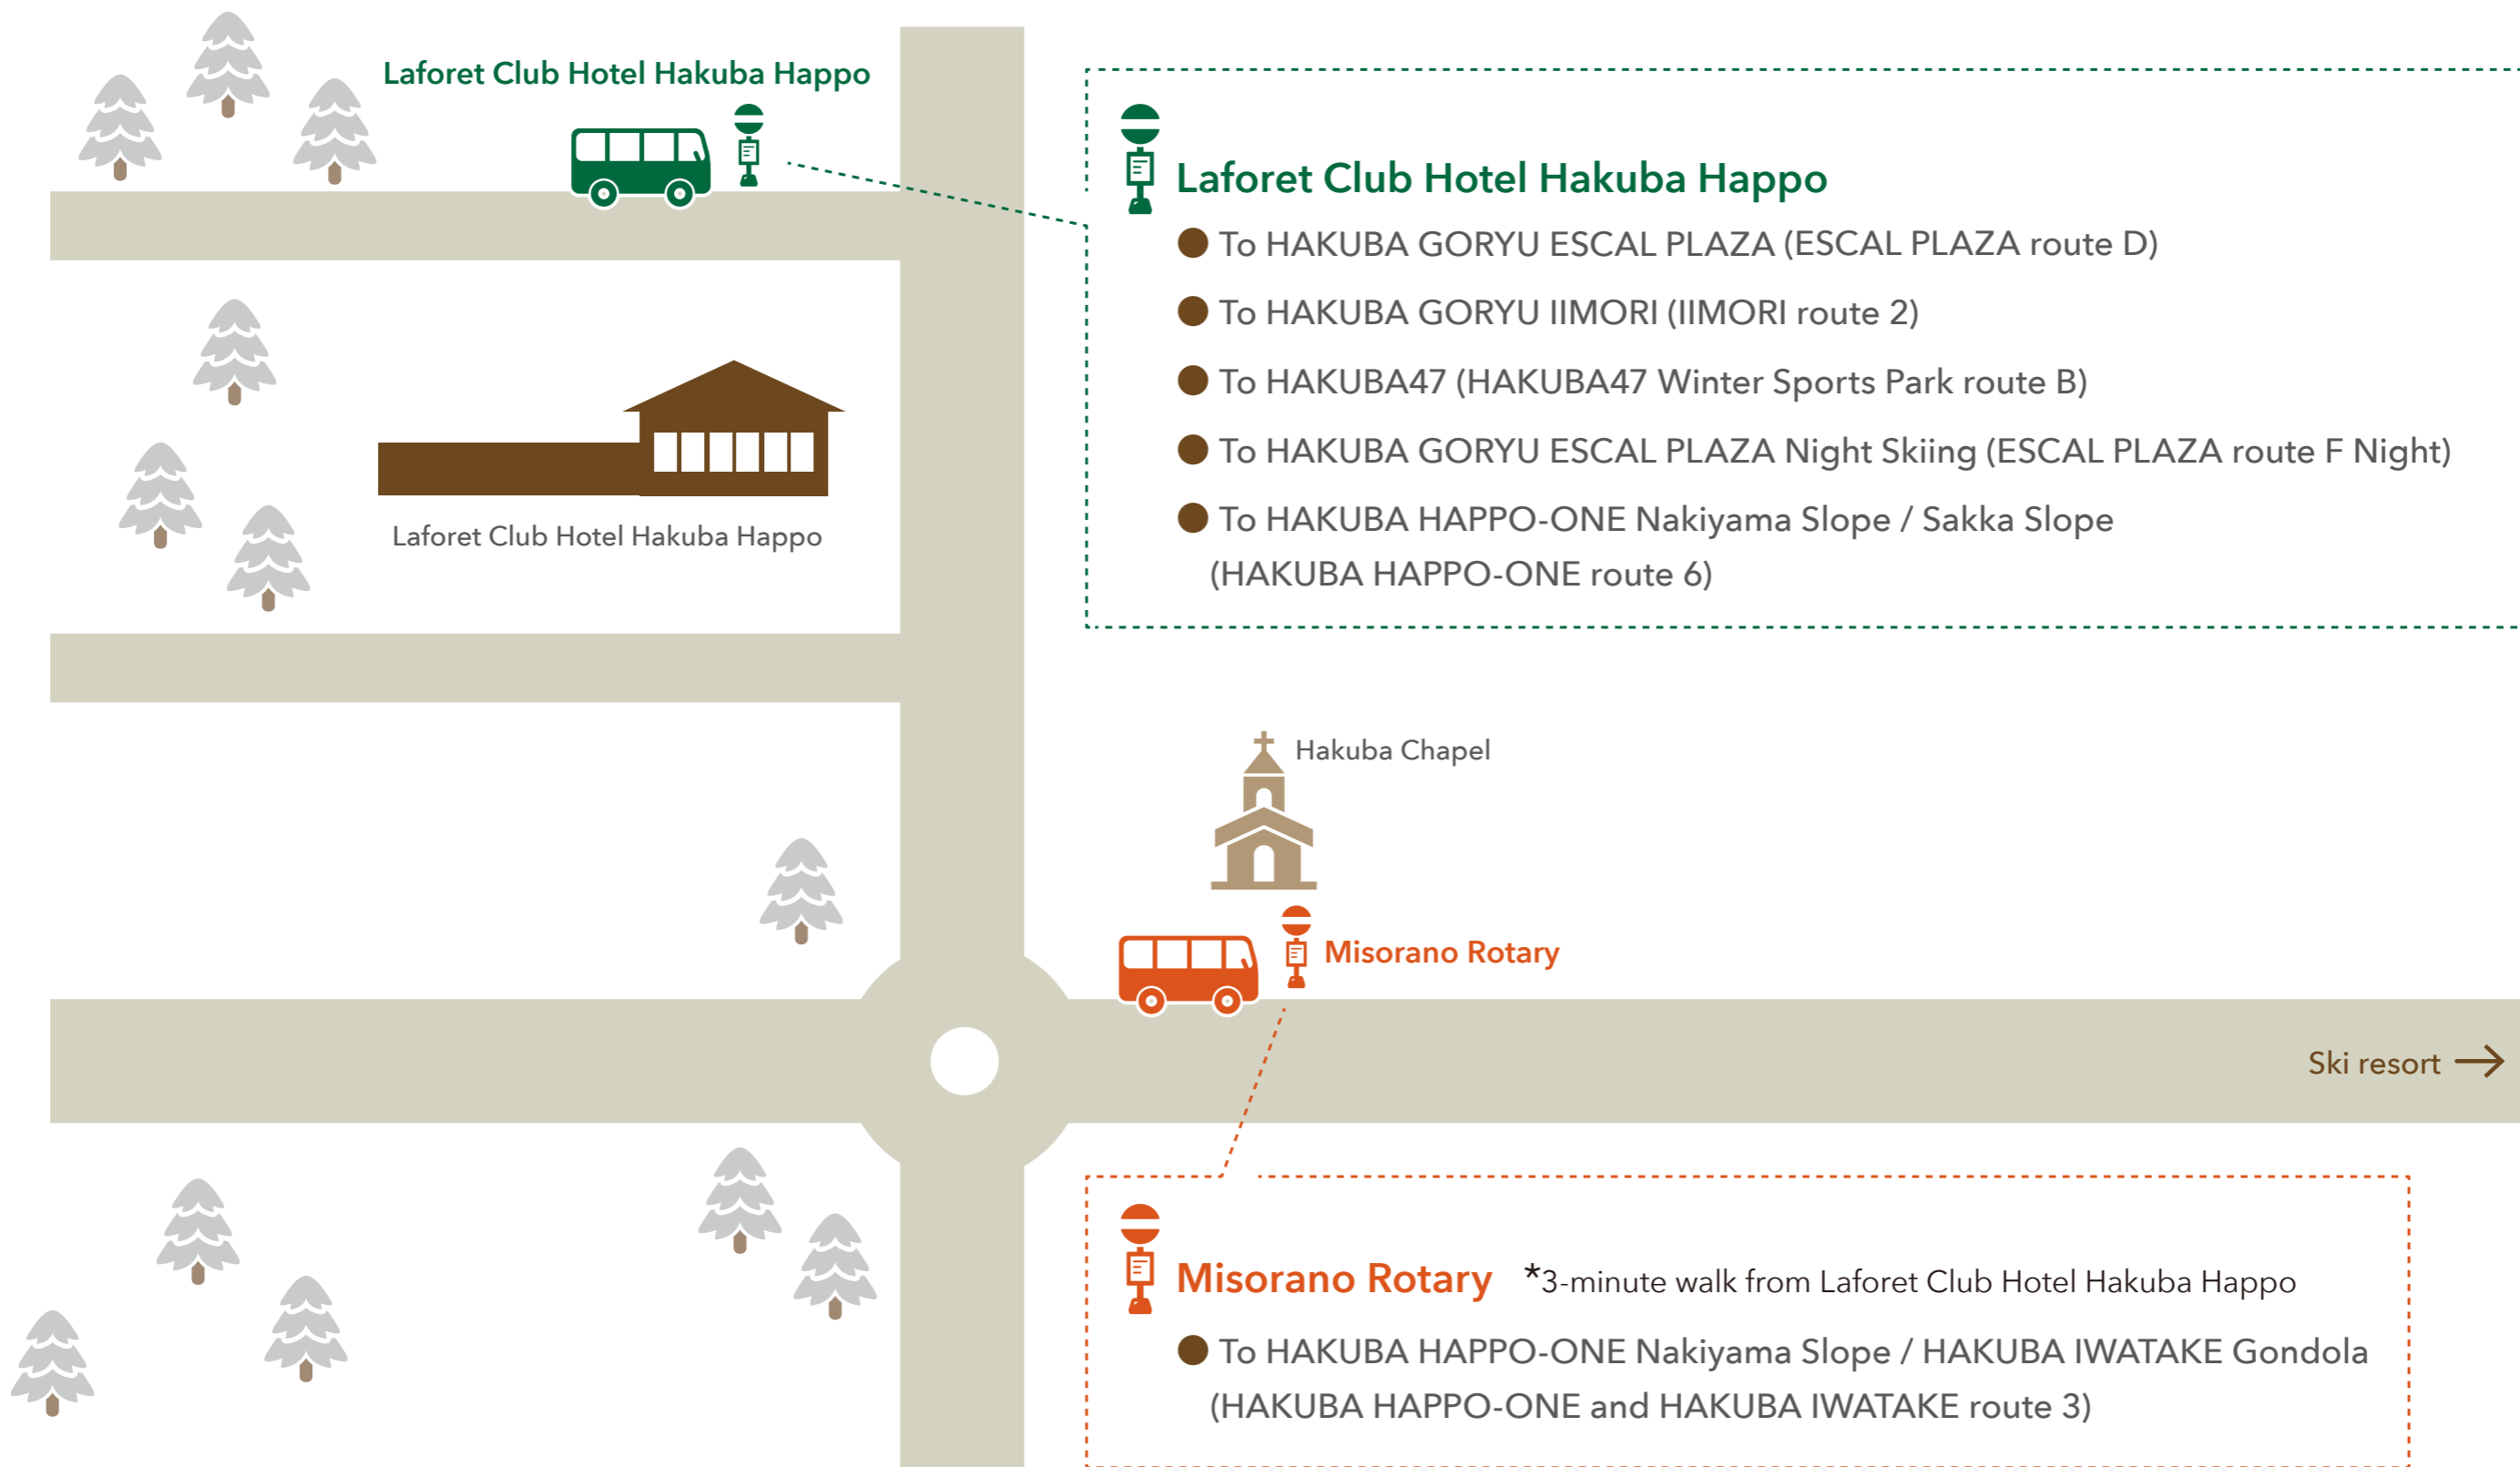 Laforet Club Hotel Hakuba Happo
Laforet Club Hotel Hakuba Happo
To HAKUBA GORYU ESCAL PLAZA (ESCAL PLAZA route D)
To HAKUBA GORYU IIMORI (IIMORI route 2)
To HAKUBA47 (HAKUBA47 Winter Sports Park route B)
To HAKUBA GORYU ESCAL PLAZA Night Skiing (ESCAL PLAZA route F Night)
To HAKUBA HAPPO-ONE Nakiyama Slope / Sakka Slope
(HAKUBA HAPPO-ONE route 6)
Laforet Club Hotel Hakuba Happo
Hakuba Chapel
Misorano Rotary
Ski resort →
Misorano Rotary *3-minute walk from Laforet Club Hotel Hakuba Happo
To HAKUBA HAPPO-ONE Nakiyama Slope / HAKUBA IWATAKE Gondola
(HAKUBA HAPPO-ONE and HAKUBA IWATAKE route 3)